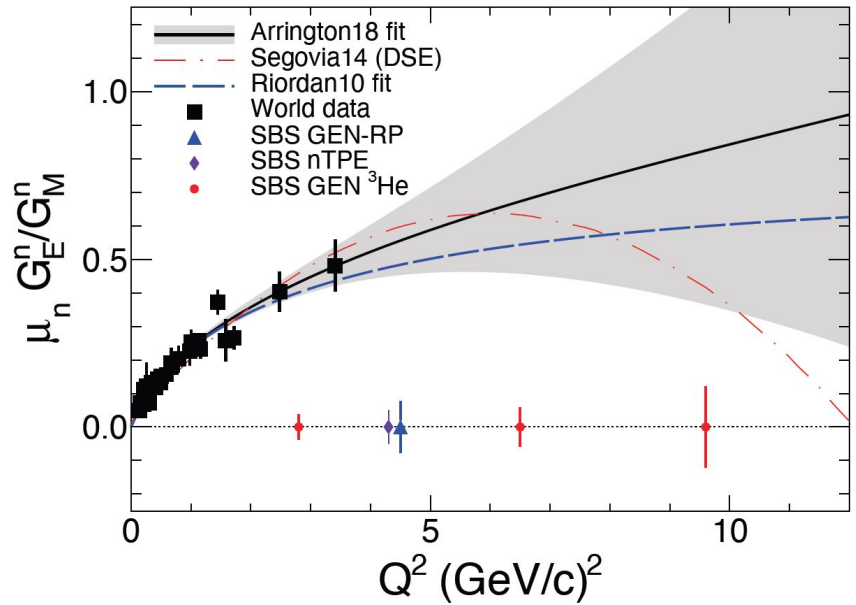 Arrington18 fit
Segovia14 (DSE)
Riordan10 fit
World data
SBS GEN-RP
SBS nTPE
SBS GEN ³He
μₙ Gᴱⁿ/Gᴹⁿ
1.0
0.5
0.0
0
5
10
Q² (GeV/c)²